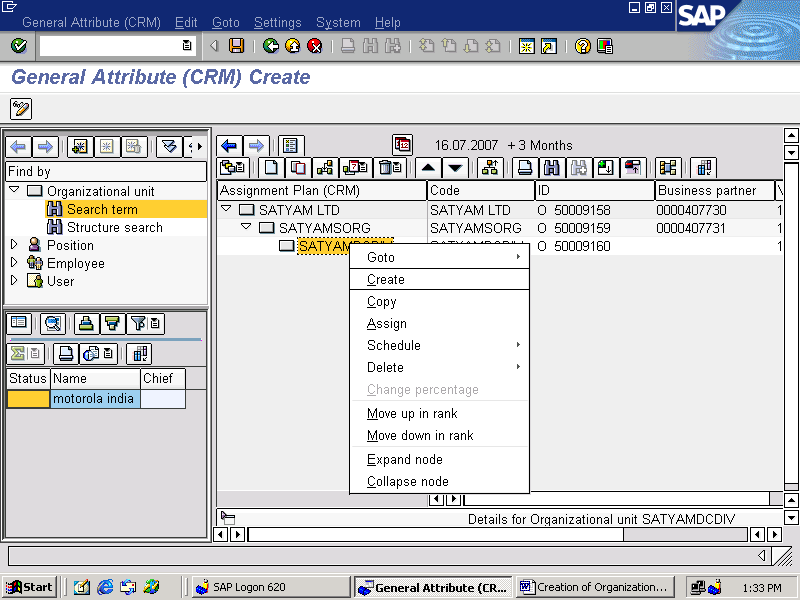 General Attribute (CRM) Edit Goto Settings System Help
SAP
General Attribute (CRM) Create
16.07.2007 + 3 Months
Find by
Organizational unit
Search term
Structure search
Position
Employee
User
Assignment Plan (CRM) Code ID Business partner
SATYAM LTD SATYAM LTD O 50009158 0000407730 1
SATYAMSORG SATYAMSORG O 50009159 0000407731 1
O 50009160 1
Goto
Create
Copy
Assign
Schedule
Delete
Change percentage
Move up in rank
Move down in rank
Expand node
Collapse node
Status Name Chief
motorola india
Details for Organizational unit SATYAMDCDIV
Start SAP Logon 620 General Attribute (CR... Creation of Organization... 1:33 PM